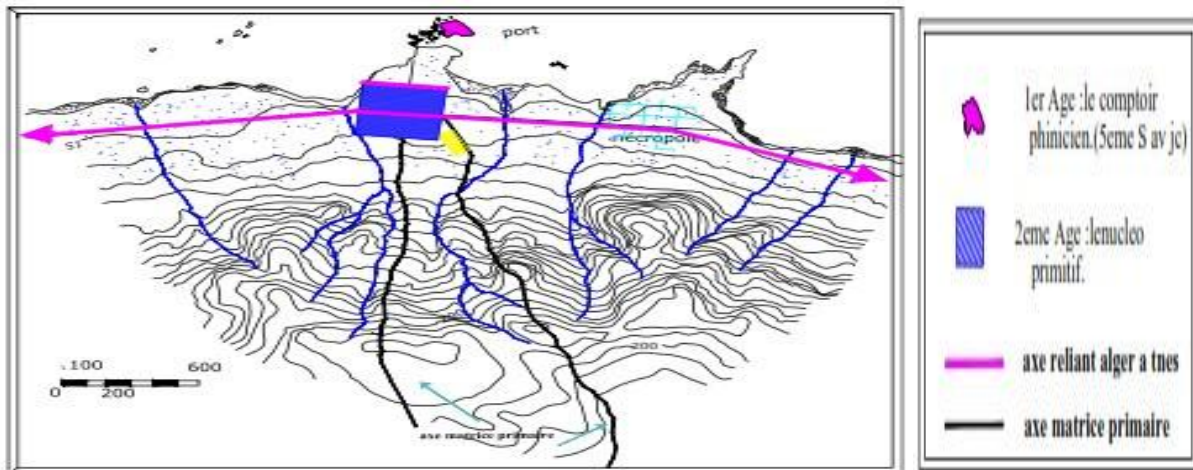 port
nécropole
200
axe matrice primaire
.100 600
0 200
1er Age :le comptoir
phinicien.(5eme S av jc)
2eme Age :lenucleo
primitif.
axe reliant alger a tnes
axe matrice primaire